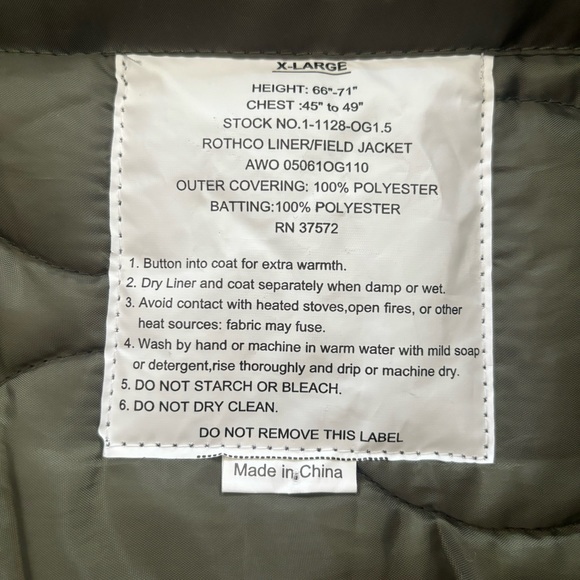 X-LARGE
HEIGHT: 66"-71"
CHEST :45" to 49"
STOCK NO.1-1128-OG1.5
ROTHCO LINER/FIELD JACKET
AWO 05061OG110
OUTER COVERING: 100% POLYESTER
BATTING:100% POLYESTER
RN 37572
1. Button into coat for extra warmth.
2. Dry Liner and coat separately when damp or wet.
3. Avoid contact with heated stoves,open fires, or other
heat sources: fabric may fuse.
4. Wash by hand or machine in warm water with mild soap
or detergent,rise thoroughly and drip or machine dry.
5. DO NOT STARCH OR BLEACH.
6. DO NOT DRY CLEAN.
DO NOT REMOVE THIS LABEL
Made in China